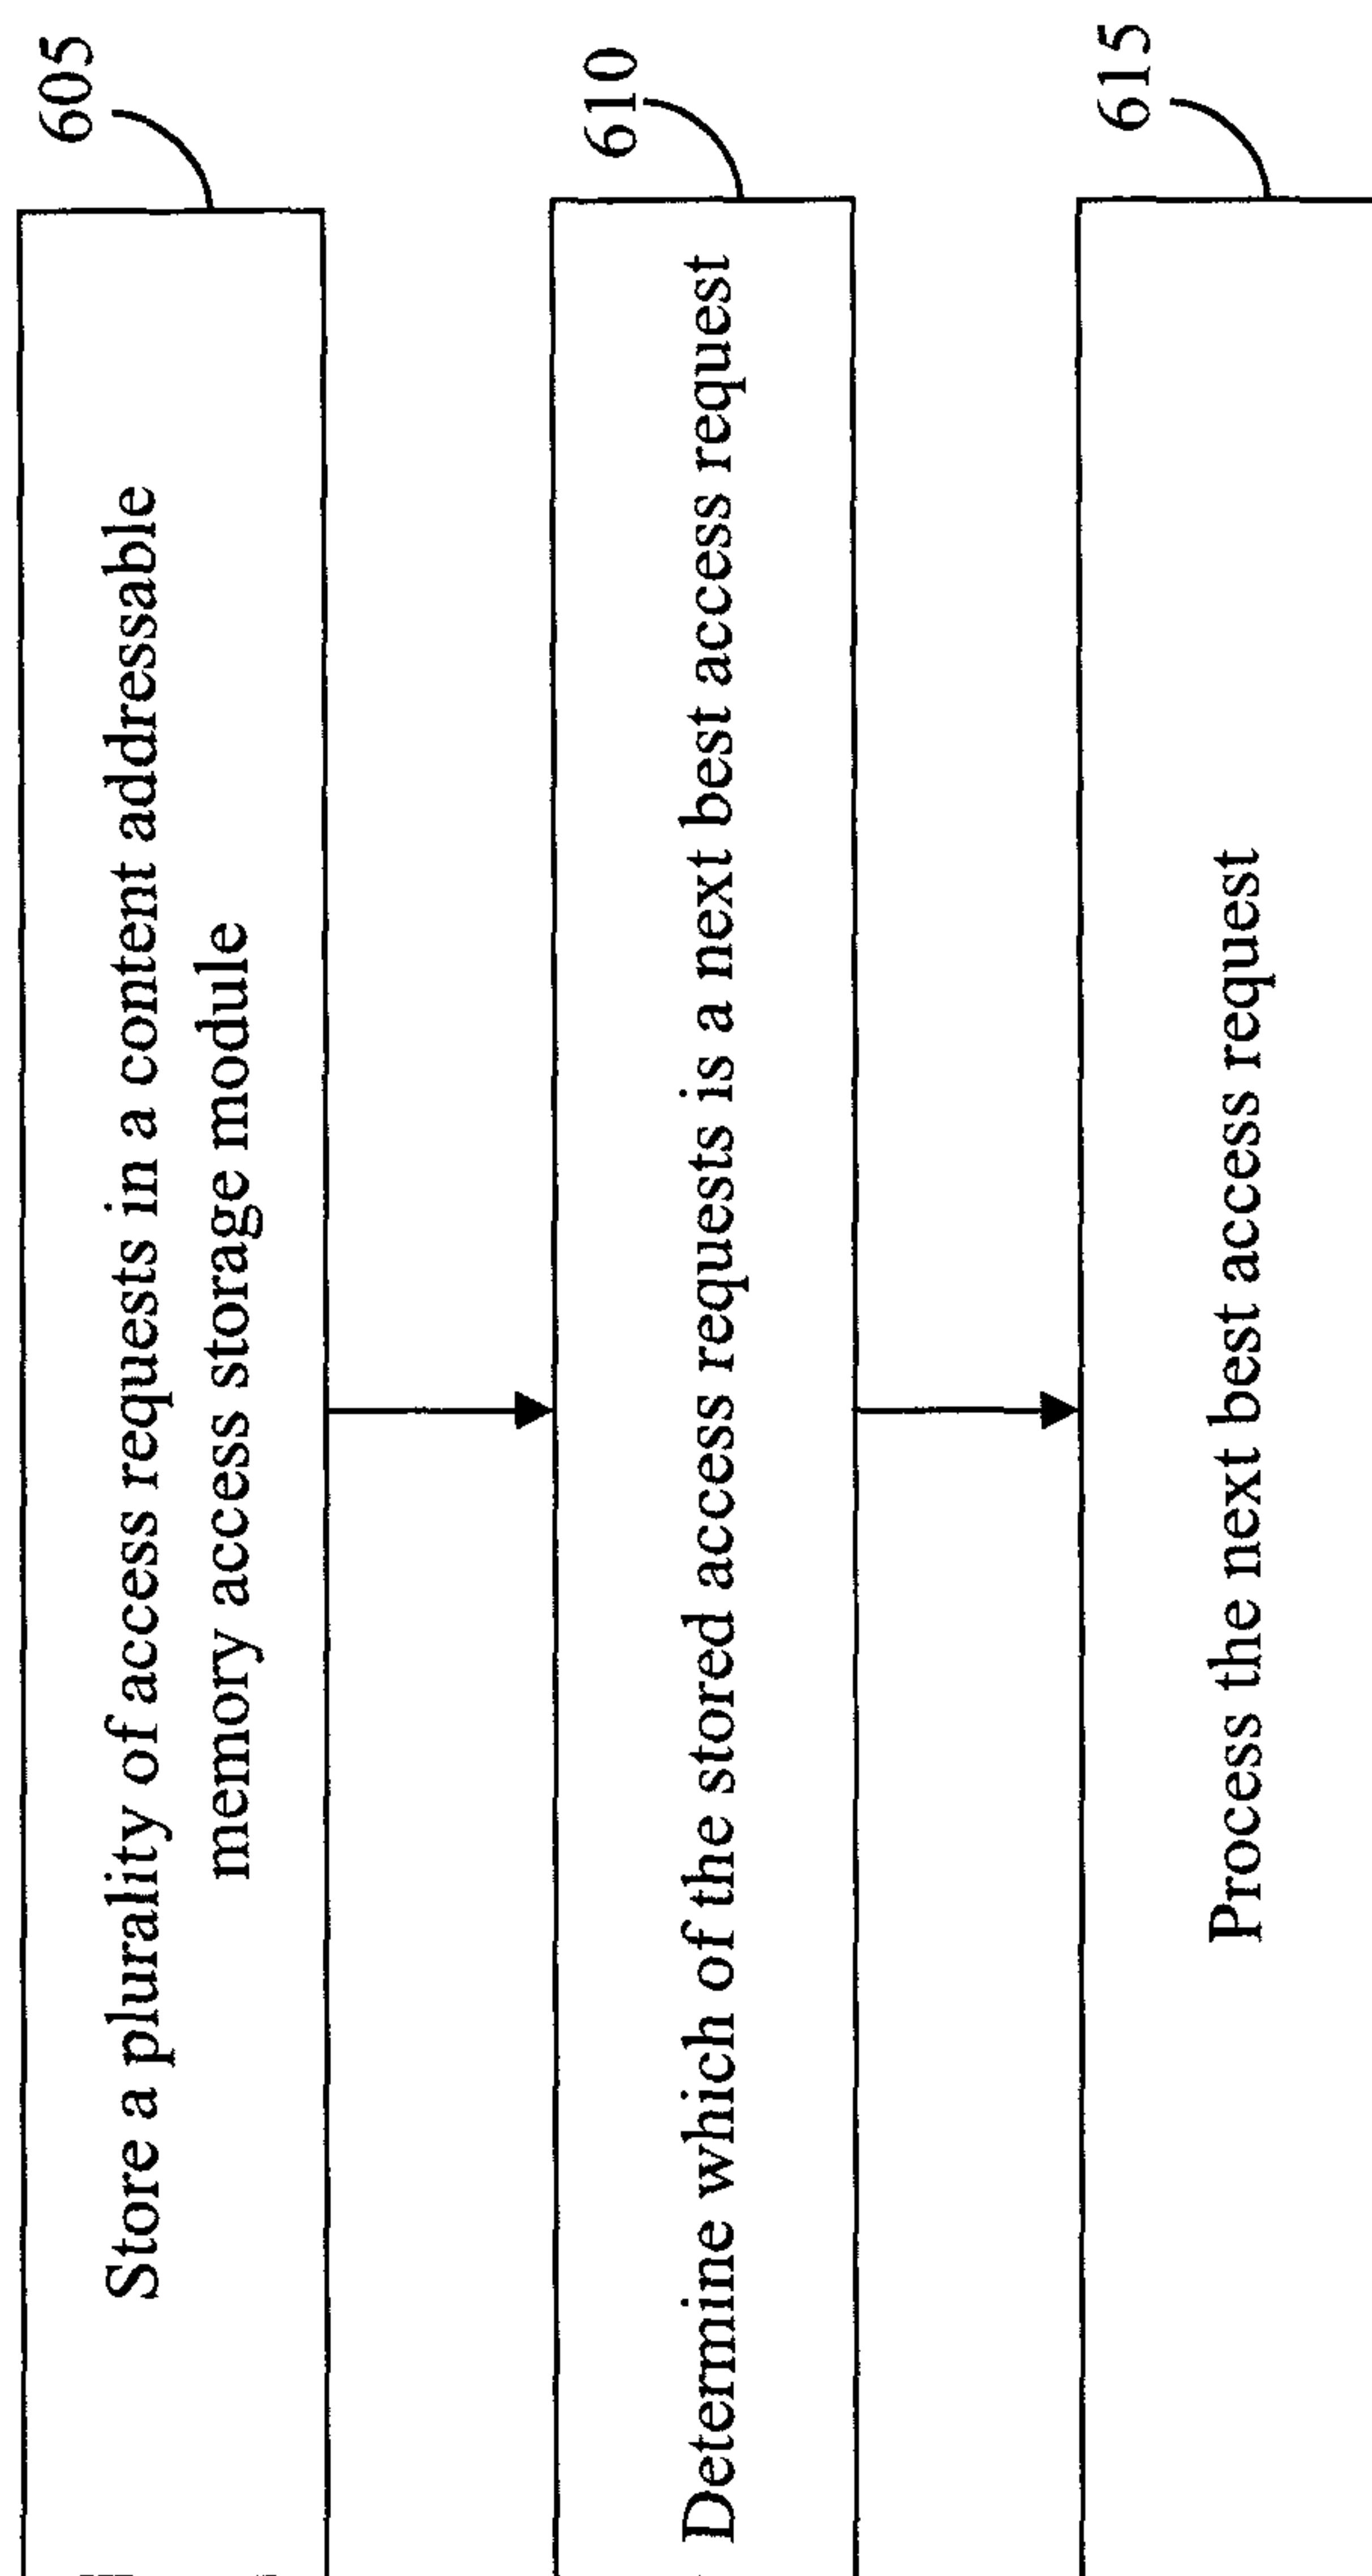 605
Store a plurality of access requests in a content addressable
memory access storage module
610
Determine which of the stored access requests is a next best access request
615
Process the next best access request